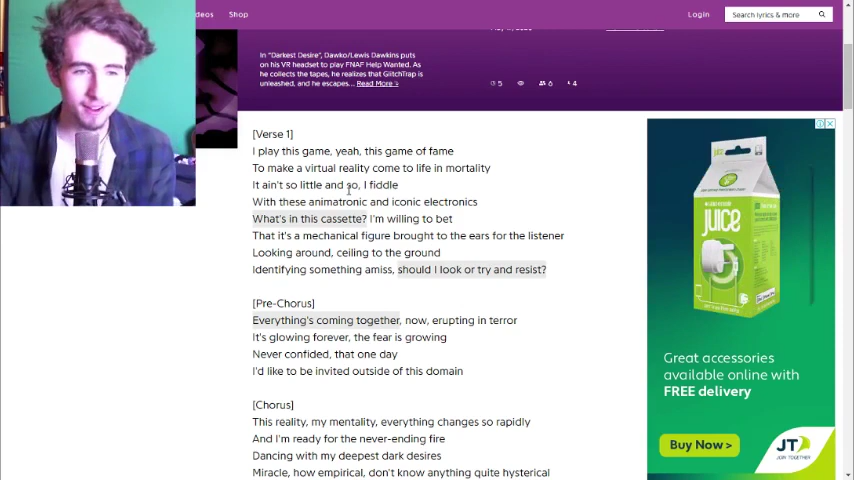 deos
Shop
Login
Search lyrics & more
In "Darkest Desire", Dawko/Lewis Dawkins puts
on his VR headset to play FNAF Help Wanted. As
he collects the tapes, he realizes that GlitchTrap is
unleashed, and he escapes... Read More >
5
6
4
[Verse 1]
I play this game, yeah, this game of fame
To make a virtual reality come to life in mortality
It ain't so little and so, I fiddle
With these animatronic and iconic electronics
What's in this cassette? I'm willing to bet
That it's a mechanical figure brought to the ears for the listener
Looking around, ceiling to the ground
Identifying something amiss, should I look or try and resist?
[Pre-Chorus]
Everything's coming together, now, erupting in terror
It's glowing forever, the fear is growing
Never confided, that one day
I'd like to be invited outside of this domain
[Chorus]
This reality, my mentality, everything changes so rapidly
And I'm ready for the never-ending fire
Dancing with my deepest dark desires
Miracle, how empirical, don't know anything quite hysterical
JUICE
Great accessories
available online with
FREE delivery
Buy Now >
JT
JOIN TOGETHER